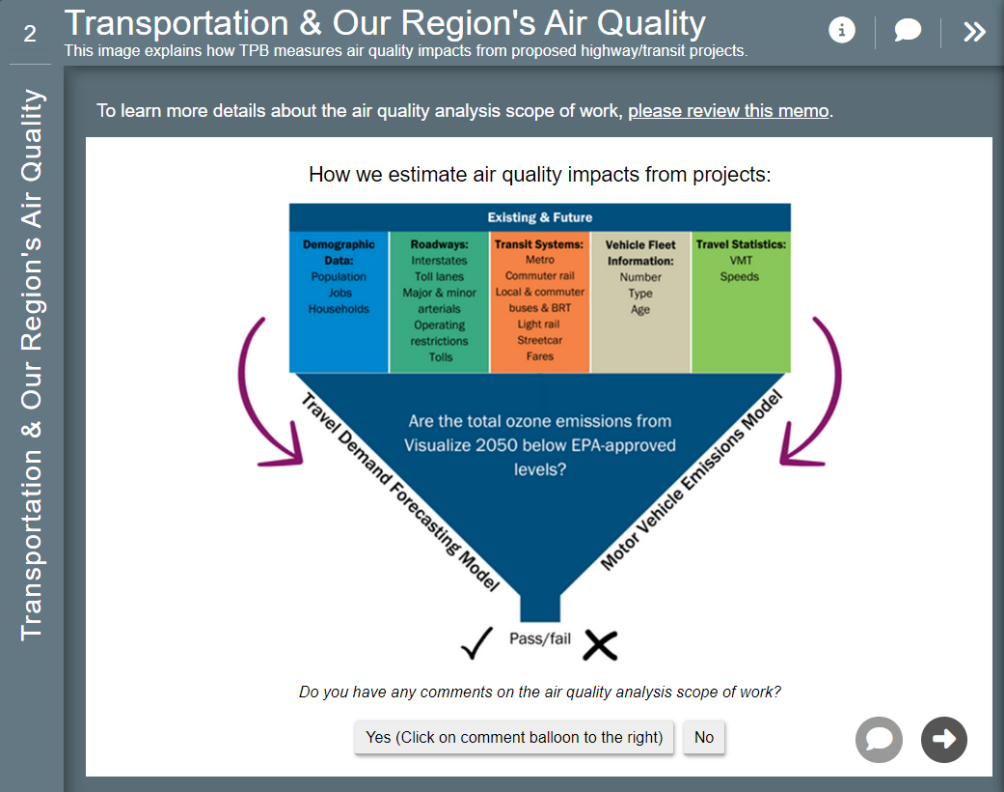 2
Transportation & Our Region's Air Quality
This image explains how TPB measures air quality impacts from proposed highway/transit projects.
Transportation & Our Region's Air Quality
To learn more details about the air quality analysis scope of work, please review this memo.
How we estimate air quality impacts from projects:
Existing & Future
Demographic
Data:
Population
Jobs
Households
Roadways:
Interstates
Toll lanes
Major & minor
arterials
Operating
restrictions
Tolls
Transit Systems:
Metro
Commuter rail
Local & commuter
buses & BRT
Light rail
Streetcar
Fares
Vehicle Fleet
Information:
Number
Type
Age
Travel Statistics:
VMT
Speeds
Are the total ozone emissions from
Visualize 2050 below EPA-approved
levels?
Travel Demand Forecasting Model
Motor Vehicle Emissions Model
Pass/fail
Do you have any comments on the air quality analysis scope of work?
Yes (Click on comment balloon to the right)
No